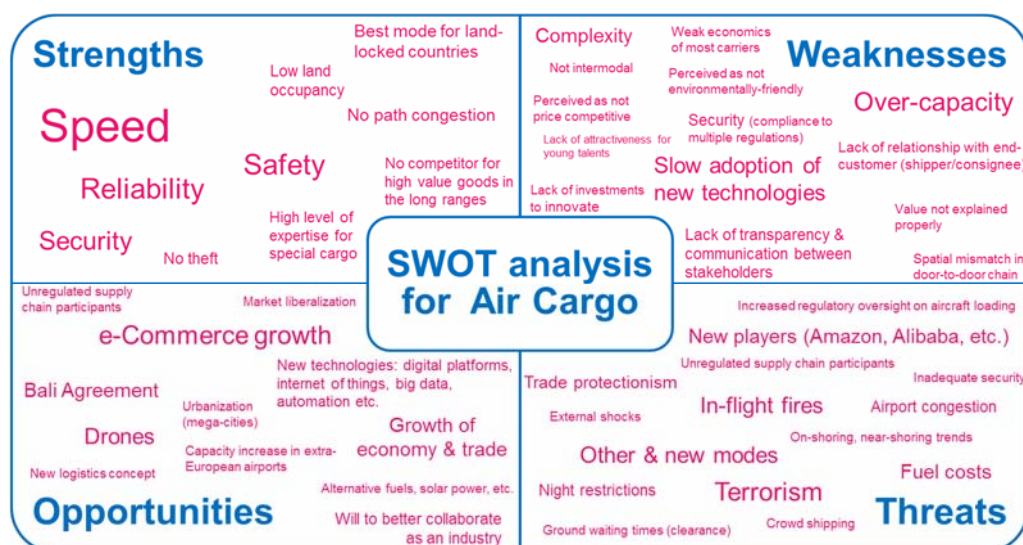 Strengths
Best mode for land-
locked countries
Low land
occupancy
Speed
No path congestion
Safety
Reliability
No competitor for
high value goods in
the long ranges
Security
No theft
High level of
expertise for
special cargo
Weaknesses
Complexity
Weak economics
of most carriers
Not intermodal
Perceived as not
environmentally-friendly
Perceived as not
price competitive
Over-capacity
Security (compliance to
multiple regulations)
Lack of attractiveness for
young talents
Lack of relationship with end-
customer (shipper/consignee)
Slow adoption of
new technologies
Lack of investments
to innovate
Value not explained
properly
Lack of transparency &
communication between
stakeholders
Spatial mismatch in
door-to-door chain
SWOT analysis
for Air Cargo
Unregulated supply
chain participants
Market liberalization
e-Commerce growth
New technologies: digital platforms,
internet of things, big data,
automation etc.
Bali Agreement
Urbanization
(mega-cities)
Drones
Growth of
economy & trade
Capacity increase in extra-
European airports
New logistics concept
Alternative fuels, solar power, etc.
Opportunities
Will to better collaborate
as an industry
Increased regulatory oversight on aircraft loading
New players (Amazon, Alibaba, etc.)
Unregulated supply chain participants
Trade protectionism
Inadequate security
In-flight fires
Airport congestion
External shocks
On-shoring, near-shoring trends
Other & new modes
Fuel costs
Night restrictions
Terrorism
Threats
Ground waiting times (clearance)
Crowd shipping